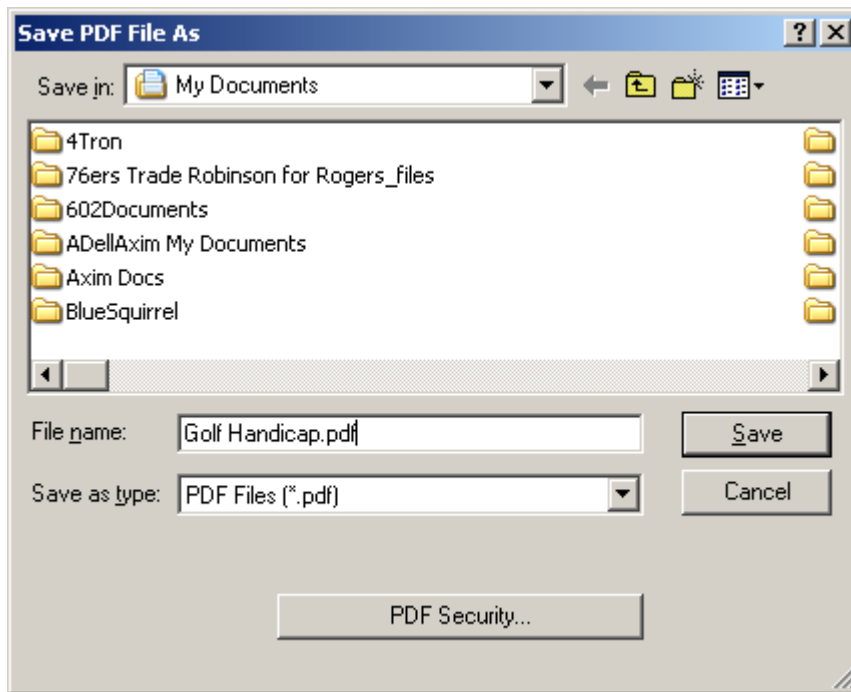 Save PDF File As
Save in: My Documents
4Tron
76ers Trade Robinson for Rogers_files
602Documents
ADellAxim My Documents
Axim Docs
BlueSquirrel
File name: Golf Handicap.pdf Save
Save as type: PDF Files (*.pdf) Cancel
PDF Security...